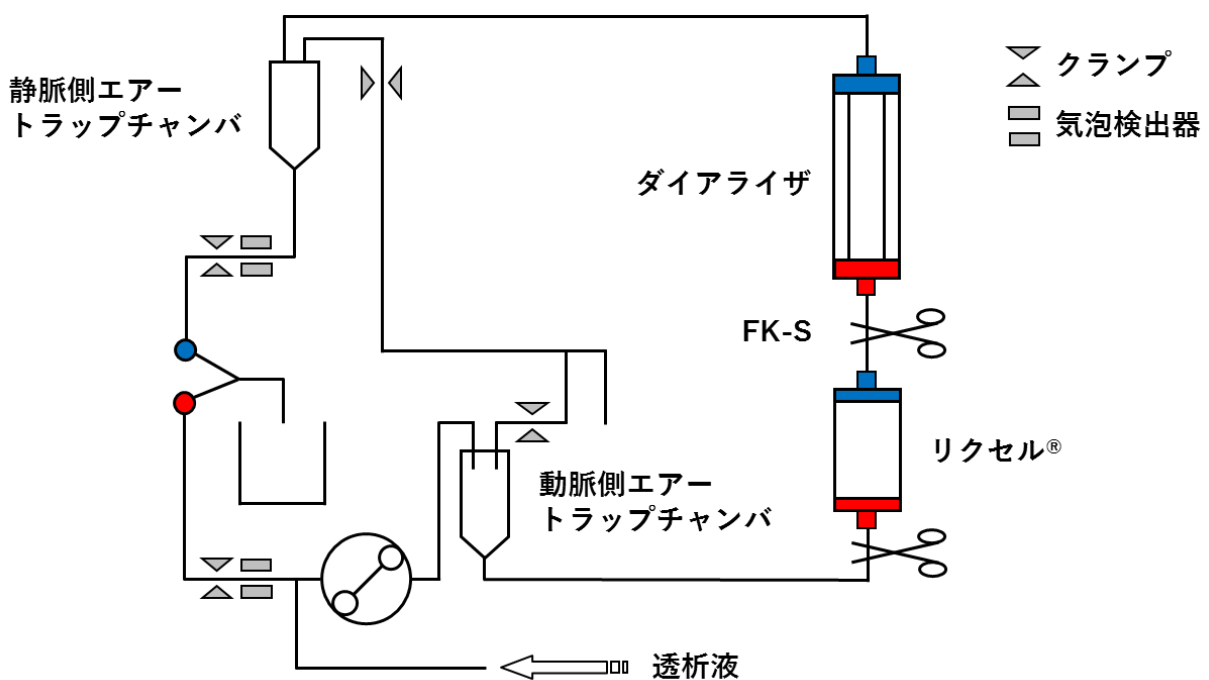 静脈側エアー
トラップチャンバ
クランプ
気泡検出器
ダイアライザ
FK-S
リクセル®
動脈側エアー
トラップチャンバ
透析液